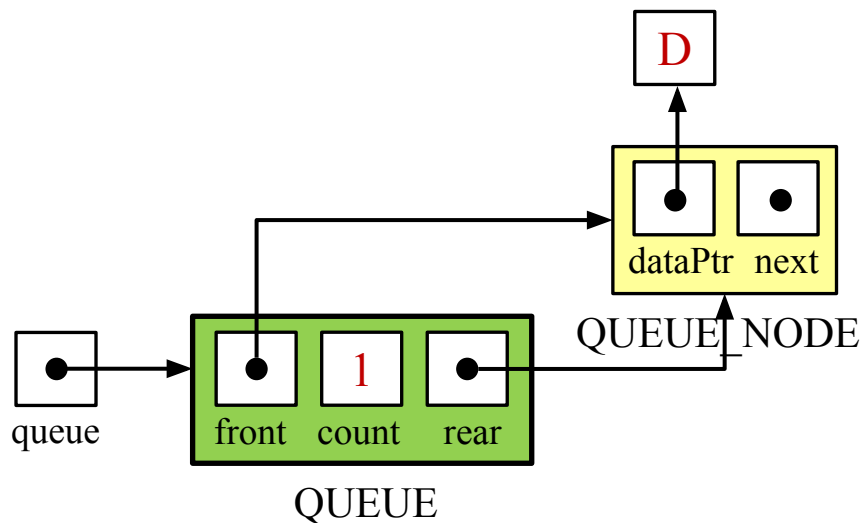 D
dataPtr next
QUEUE_NODE
1
queue
front count rear
QUEUE